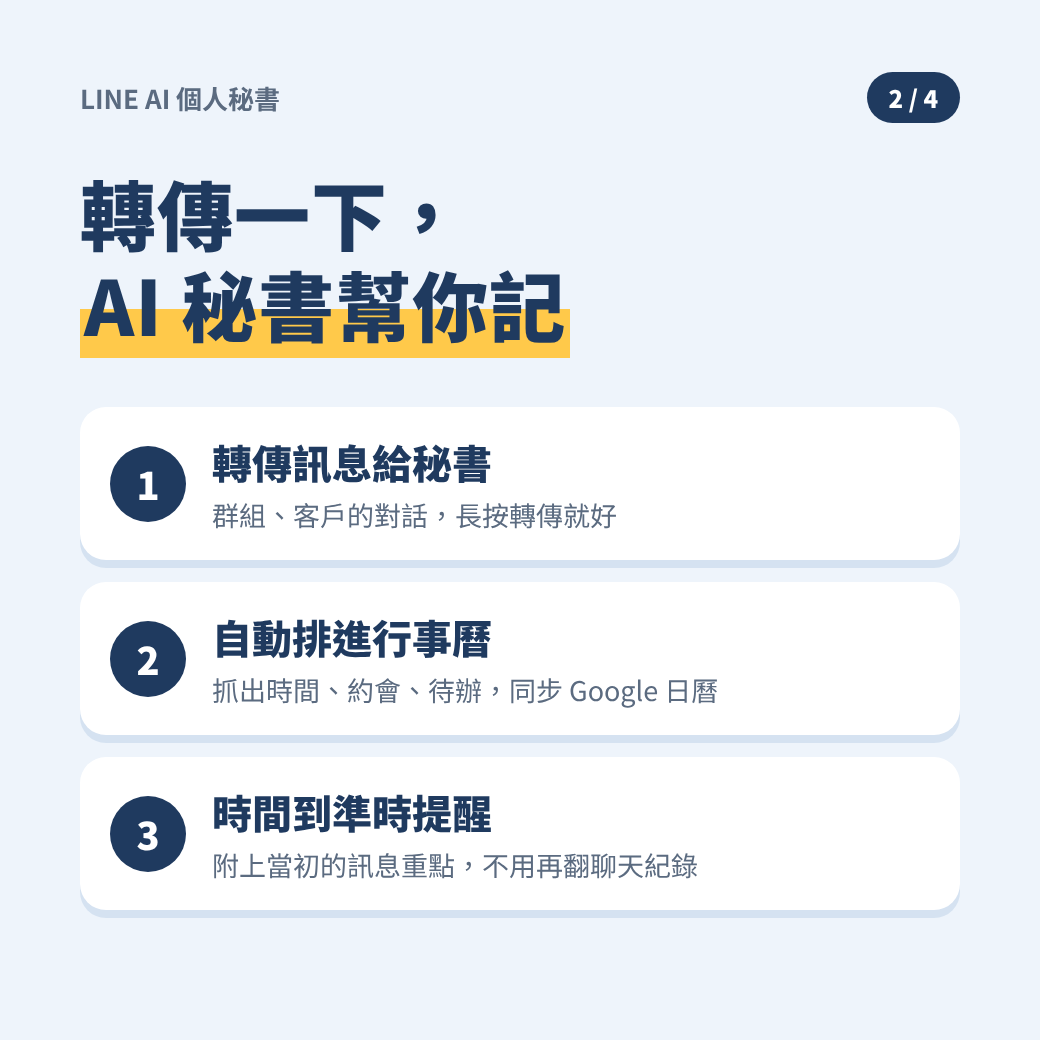 LINE AI 個人秘書
2 / 4
轉傳一下，
AI 秘書幫你記
1
轉傳訊息給秘書
群組、客戶的對話，長按轉傳就好
2
自動排進行事曆
抓出時間、約會、待辦，同步 Google 日曆
3
時間到準時提醒
附上當初的訊息重點，不用再翻聊天紀錄